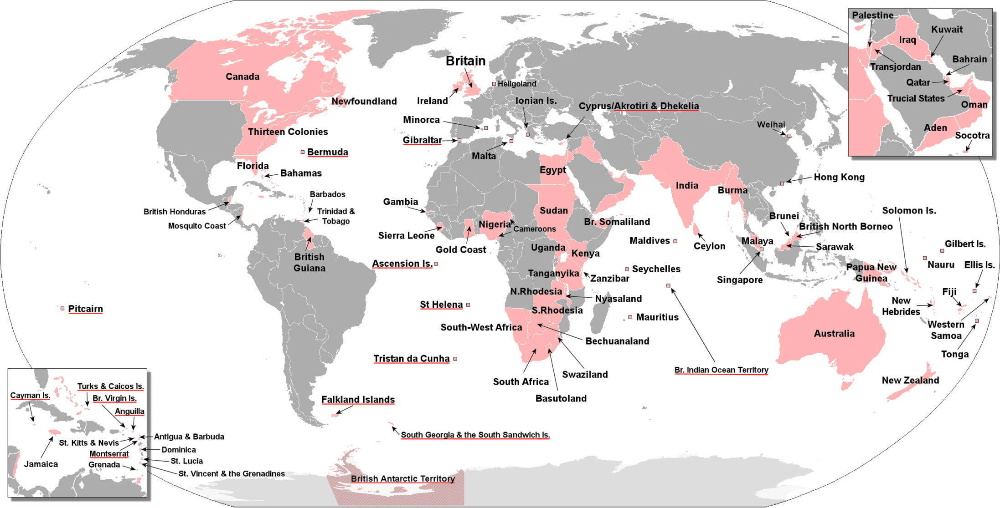 Palestine
Kuwait
Iraq
Bahrain
Transjordan
Qatar
Trucial States
Oman
Aden
Socotra
Britain
Canada
Heligoland
Ireland
Ionian Is.
Newfoundland
Cyprus/Akrotiri & Dhekelia
Minorca
Weihai
Thirteen Colonies
Gibraltar
Bermuda
Malta
Florida
Bahamas
Egypt
Hong Kong
India
Burma
Barbados
Gambia
British Honduras
Trinidad &
Tobago
Mosquito Coast
Sudan
Solomon Is.
Brunei
Nigeria
Br. Somaliland
British North Borneo
Cameroons
Sierra Leone
Maldives
Malaya
Ceylon
Sarawak
Gold Coast
Uganda
Kenya
Gilbert Is.
British
Guiana
Ascension Is.
Nauru
Ellis Is.
Papua New
Guinea
Seychelles
Tanganyika
Zanzibar
Singapore
N.Rhodesia
Fiji
Nyasaland
New
Hebrides
St Helena
Pitcairn
S.Rhodesia
Mauritius
South-West Africa
Western
Samoa
Australia
Bechuanaland
Tonga
Tristan da Cunha
Br. Indian Ocean Territory
Swaziland
South Africa
New Zealand
Basutoland
Falkland Islands
Turks & Caicos Is.
Cayman Is.
Br. Virgin Is.
Anguilla
South Georgia & the South Sandwich Is.
Antigua & Barbuda
St. Kitts & Nevis
Dominica
Montserrat
St. Lucia
Jamaica
Grenada
St. Vincent & the Grenadines
British Antarctic Territory